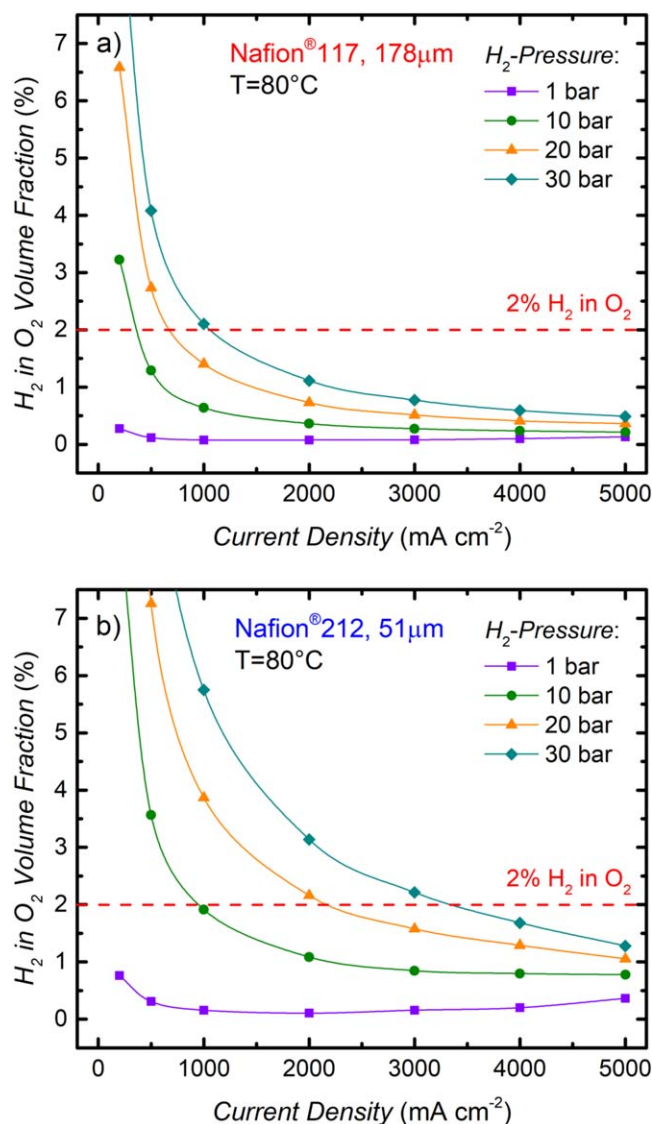 a)
Nafion®117, 178μm
T=80°C
H₂-Pressure:
1 bar
10 bar
20 bar
30 bar
2% H₂ in O₂
H₂ in O₂ Volume Fraction (%)
7
6
5
4
3
2
1
0
0 1000 2000 3000 4000 5000
Current Density (mA cm⁻²)
b)
Nafion®212, 51μm
T=80°C
H₂-Pressure:
1 bar
10 bar
20 bar
30 bar
2% H₂ in O₂
H₂ in O₂ Volume Fraction (%)
7
6
5
4
3
2
1
0
0 1000 2000 3000 4000 5000
Current Density (mA cm⁻²)